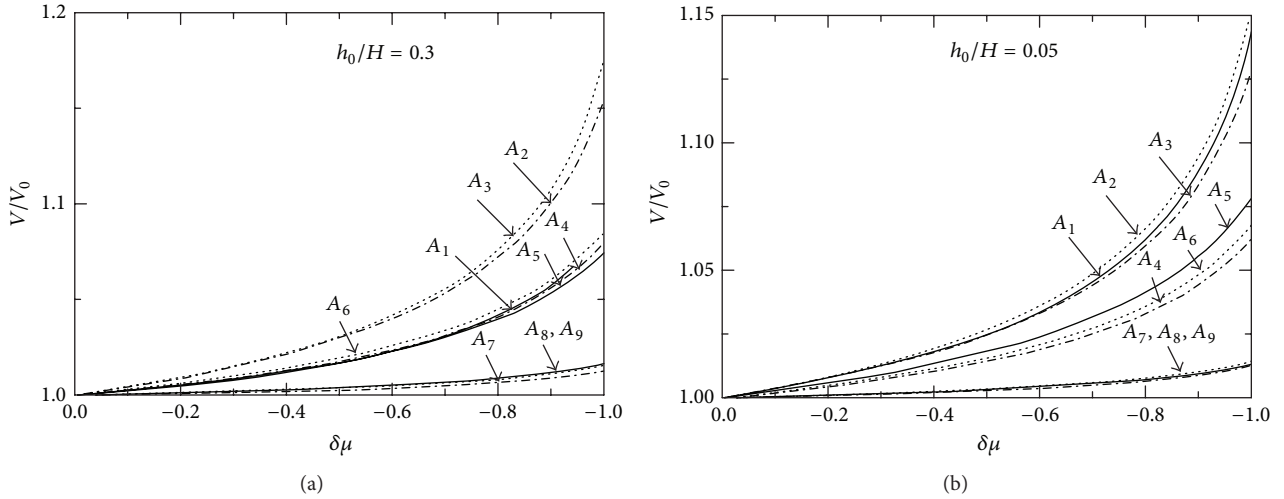 1.2
h₀/H = 0.3
A₂
A₃
V/V₀
1.1
A₄
A₁
A₅
A₆
A₈, A₉
A₇
1.0
0.0 −0.2 −0.4 −0.6 −0.8 −1.0
δμ
(a)
1.15
h₀/H = 0.05
A₃
1.10
A₂
A₅
V/V₀
A₁
A₆
1.05
A₄
A₇, A₈, A₉
1.00
0.0 −0.2 −0.4 −0.6 −0.8 −1.0
δμ
(b)